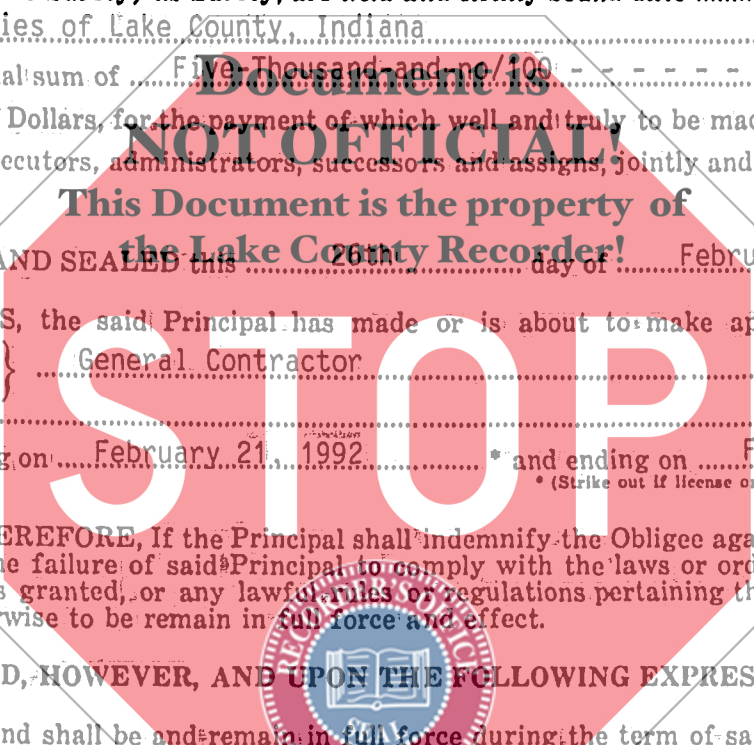 ies of Lake County, Indiana
al sum of Five Thousand and no/100 - - - - - -
Document is
Dollars, for the payment of which well and truly to be mad
NOT OFFICIAL!
ecutors, administrators, successors and assigns, jointly and
This Document is the property of
the Lake County Recorder!
AND SEALED this 26th day of Febru
S, the said Principal has made or is about to make ap
General Contractor
STOP
g on February 21, 1992 * and ending on F
* (Strike out if license or
EREFORE, If the Principal shall indemnify the Obligee aga
e failure of said Principal to comply with the laws or ord
s granted, or any lawful rules or regulations pertaining th
wise to be remain in full force and effect.
RECORDER'S OFFICE
D, HOWEVER, AND UPON THE FOLLOWING EXPRES
SEAL
nd shall be and remain in full force during the term of sa